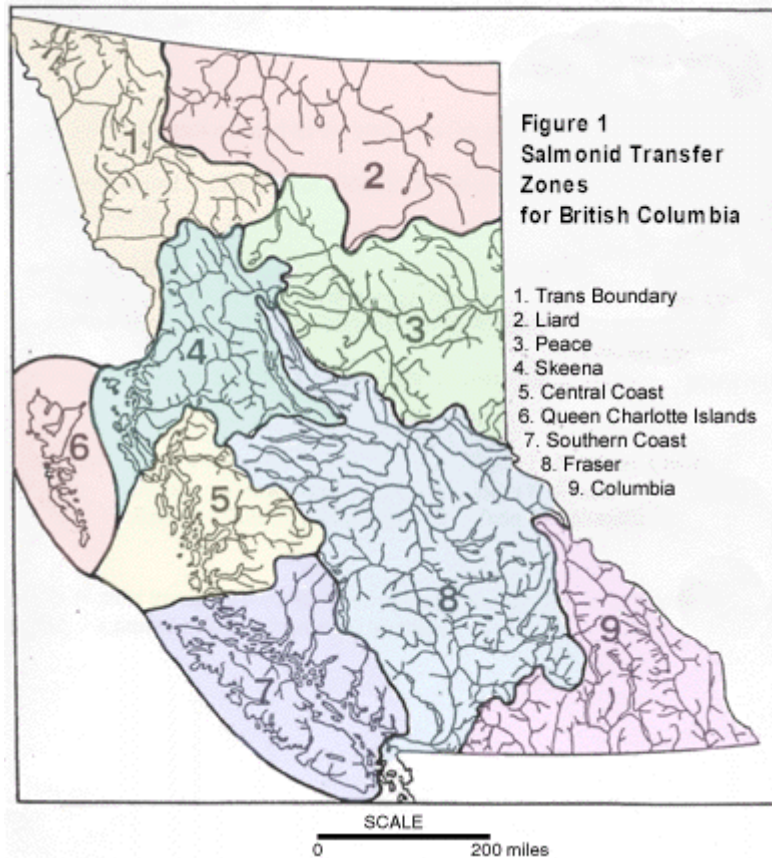 Figure 1
Salmonid Transfer
Zones
for British Columbia
1. Trans Boundary
2. Liard
3. Peace
4. Skeena
5. Central Coast
6. Queen Charlotte Islands
7. Southern Coast
8. Fraser
9. Columbia
1
2
3
4
6
5
8
9
7
SCALE
0 200 miles